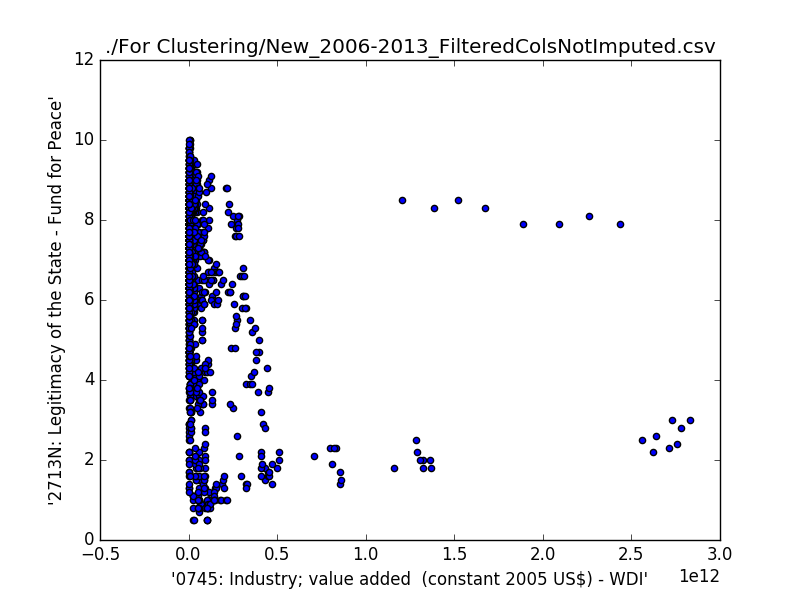 ./For Clustering/New_2006-2013_FilteredColsNotImputed.csv
12
10
8
6
4
2
0
'2713N: Legitimacy of the State - Fund for Peace'
−0.5 0.0 0.5 1.0 1.5 2.0 2.5 3.0
'0745: Industry; value added  (constant 2005 US$) - WDI'
1e12